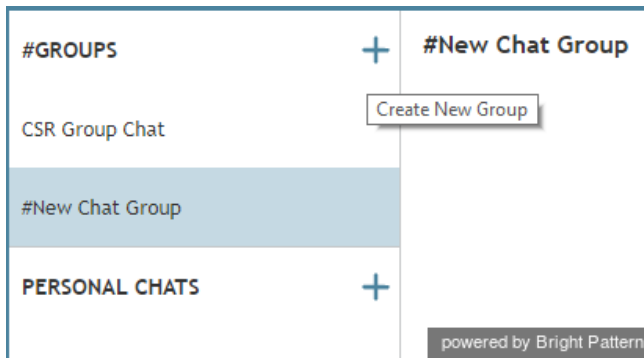 #GROUPS
#New Chat Group
Create New Group
CSR Group Chat
#New Chat Group
PERSONAL CHATS
powered by Bright Pattern